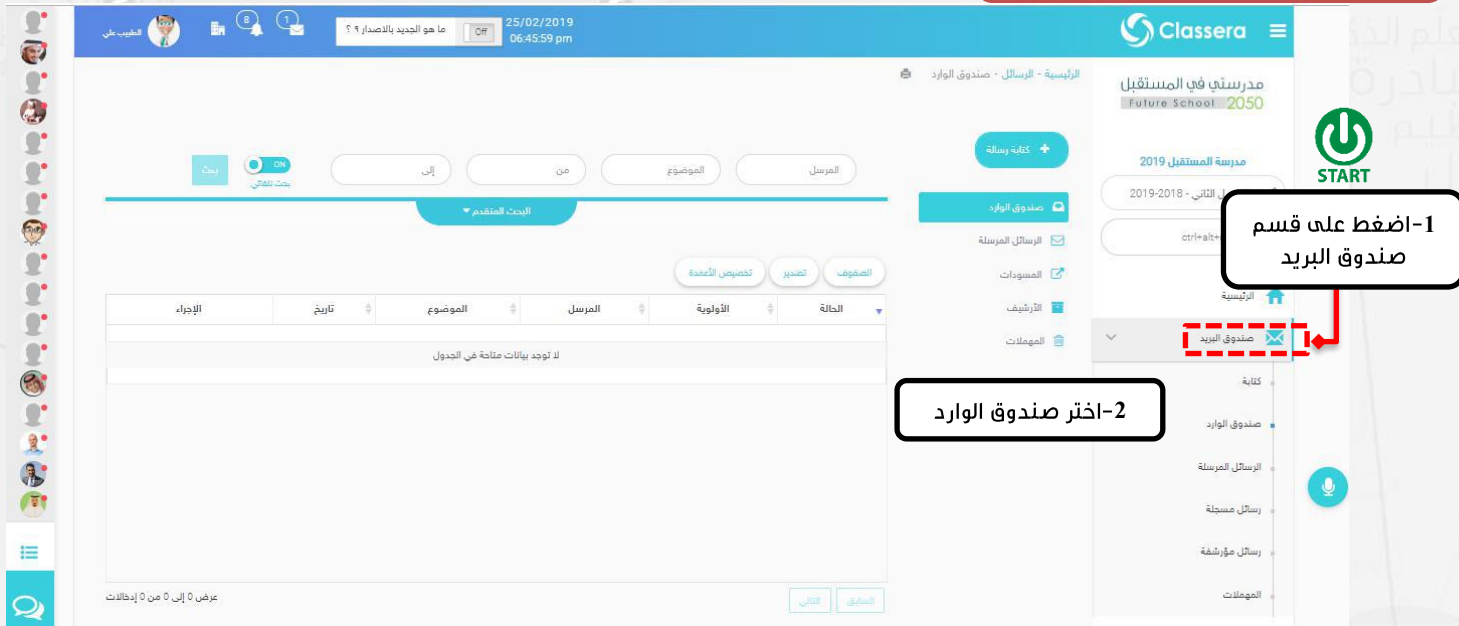 Classera
25/02/2019
06:45:59 pm
Off
ما هو الجديد بالاصدار ٩ ؟
1
8
الطبيب علي
مدرستي في المستقبل
Future School 2050
START
مدرسة المستقبل 2019
الثاني - 2018-2019
ctrl+alt+
1-اضغط على قسم
صندوق البريد
الرئيسية
صندوق البريد
كتابة
صندوق الوارد
الرسائل المرسلة
رسائل مسجلة
رسائل مؤرشفة
المهملات
الرئيسية - الرسائل - صندوق الوارد
+ كتابة رسالة
صندوق الوارد
الرسائل المرسلة
المسودات
الأرشيف
المهملات
2-اختر صندوق الوارد
المرسل
الموضوع
من
إلى
ON
بحث تلقائي
بحث
البحث المتقدم
الصفوف
تصدير
تخصيص الأعمدة
الحالة
الأولوية
المرسل
الموضوع
تاريخ
الإجراء
لا توجد بيانات متاحة في الجدول
السابق
التالي
عرض 0 إلى 0 من 0 إدخالات